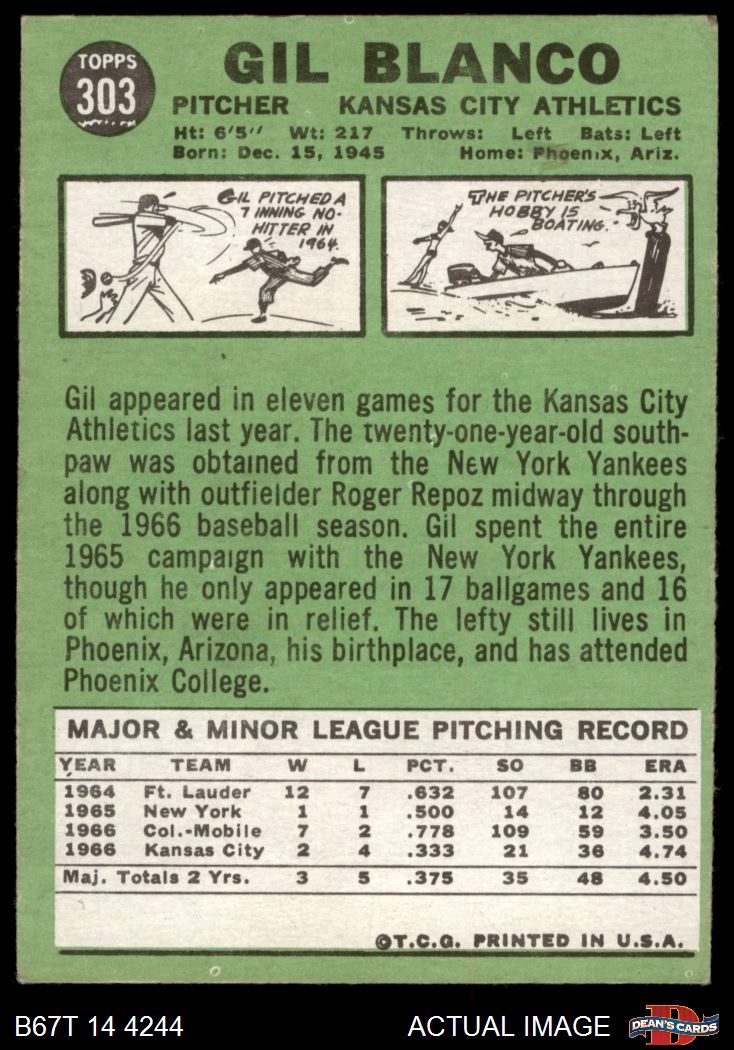 TOPPS
303
GIL BLANCO
PITCHER KANSAS CITY ATHLETICS
Ht: 6'5" Wt: 217 Throws: Left Bats: Left
Born: Dec. 15, 1945 Home: Phoenix, Ariz.
GIL PITCHED A
7 INNING NO-
HITTER IN
1964.
THE PITCHER'S
HOBBY IS
BOATING.
Gil appeared in eleven games for the Kansas City
Athletics last year. The twenty-one-year-old south-
paw was obtained from the New York Yankees
along with outfielder Roger Repoz midway through
the 1966 baseball season. Gil spent the entire
1965 campaign with the New York Yankees,
though he only appeared in 17 ballgames and 16
of which were in relief. The lefty still lives in
Phoenix, Arizona, his birthplace, and has attended
Phoenix College.
MAJOR & MINOR LEAGUE PITCHING RECORD
YEAR TEAM W L PCT. SO BB ERA
1964 Ft. Lauder 12 7 .632 107 80 2.31
1965 New York 1 1 .500 14 12 4.05
1966 Col.-Mobile 7 2 .778 109 59 3.50
1966 Kansas City 2 4 .333 21 36 4.74
Maj. Totals 2 Yrs. 3 5 .375 35 48 4.50
©T.C.G. PRINTED IN U.S.A.
B67T 14 4244 ACTUAL IMAGE DEAN'S CARDS